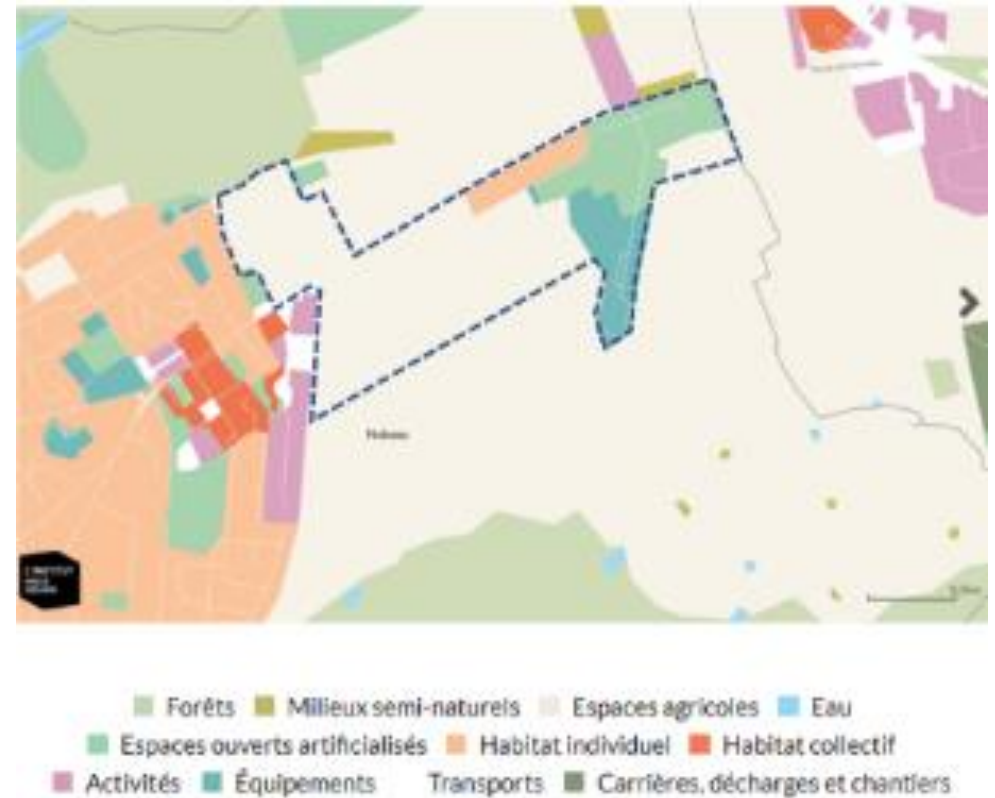 L'INSTITUT
Forêts Milieux semi-naturels Espaces agricoles Eau
Espaces ouverts artificialisés Habitat individuel Habitat collectif
Activités Équipements Transports Carrières, décharges et chantiers